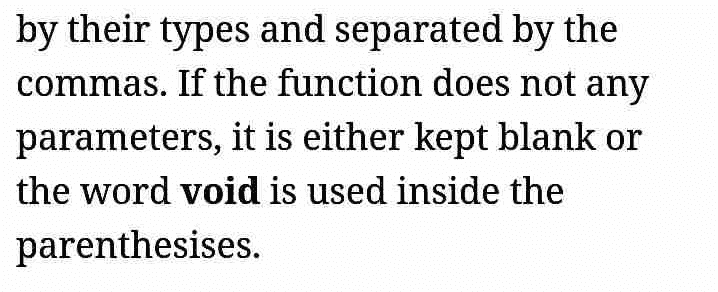 by their types and separated by the
commas. If the function does not any
parameters, it is either kept blank or
the word void is used inside the
parenthesises.